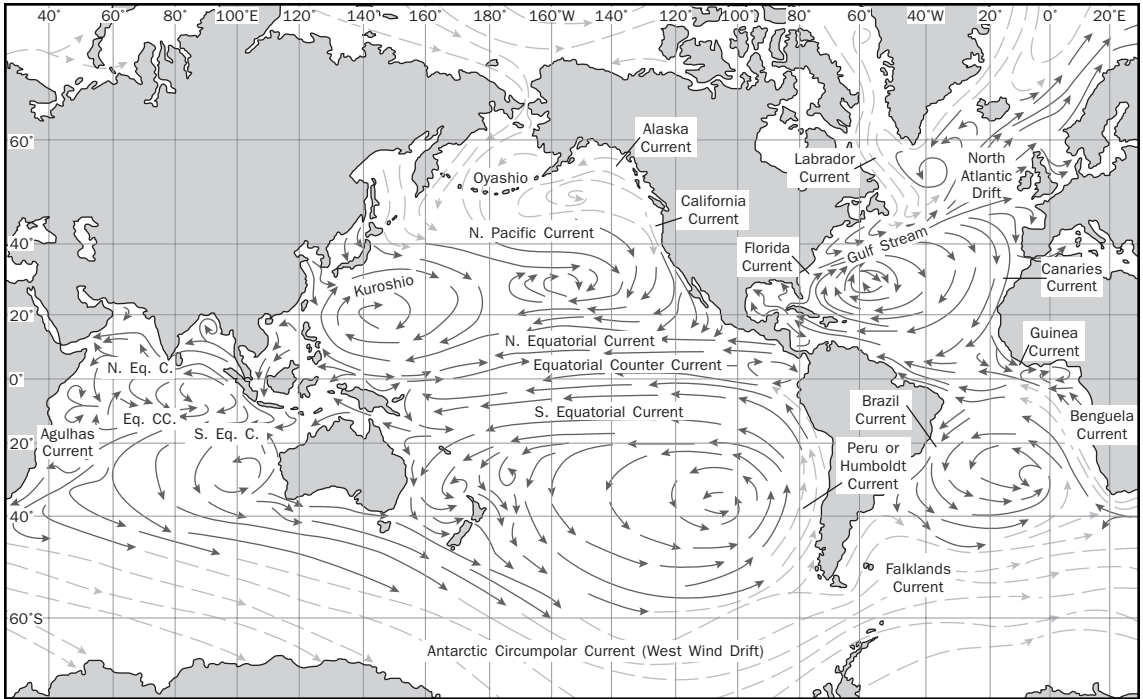 40° 60° 80° 100°E 120° 140° 160° 180° 160°W 140° 120° 100° 80° 60° 40°W 20° 0° 20°E
60°
40°
20°
0°
20°
40°
60°S
Alaska
Current
Labrador
Current
North
Atlantic
Drift
Oyashio
California
Current
N. Pacific Current
Florida
Current
Gulf Stream
Canaries
Current
Kuroshio
Guinea
Current
N. Equatorial Current
Equatorial Counter Current
S. Equatorial Current
N. Eq. C.
Eq. CC.
S. Eq. C.
Agulhas
Current
Brazil
Current
Benguela
Current
Peru or
Humboldt
Current
Falklands
Current
Antarctic Circumpolar Current (West Wind Drift)